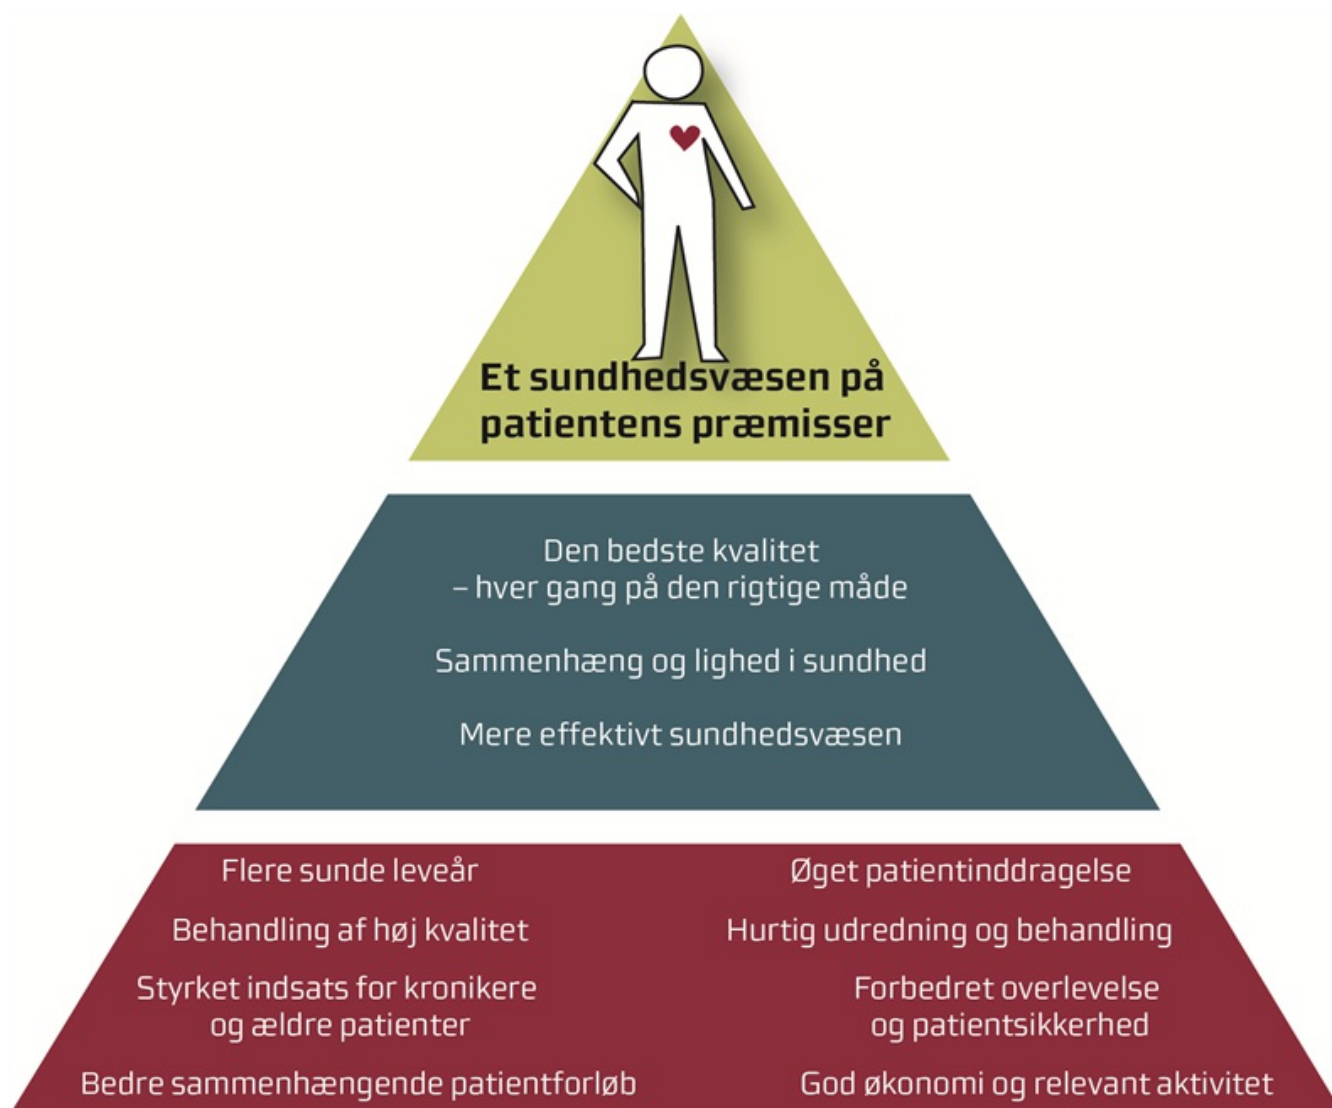 Et sundhedsvæsen på
patientens præmisser
Den bedste kvalitet
– hver gang på den rigtige måde
Sammenhæng og lighed i sundhed
Mere effektivt sundhedsvæsen
Flere sunde leveår
Behandling af høj kvalitet
Styrket indsats for kronikere
og ældre patienter
Bedre sammenhængende patientforløb
Øget patientinddragelse
Hurtig udredning og behandling
Forbedret overlevelse
og patientsikkerhed
God økonomi og relevant aktivitet